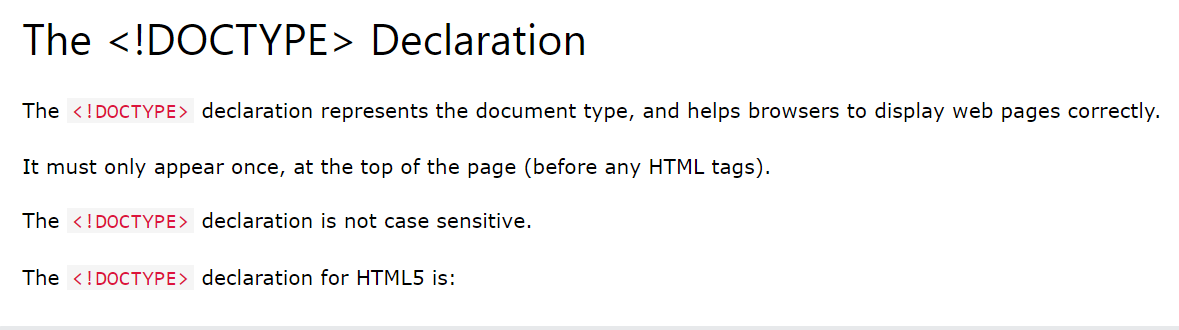 The <!DOCTYPE> Declaration
The <!DOCTYPE> declaration represents the document type, and helps browsers to display web pages correctly.
It must only appear once, at the top of the page (before any HTML tags).
The <!DOCTYPE> declaration is not case sensitive.
The <!DOCTYPE> declaration for HTML5 is: